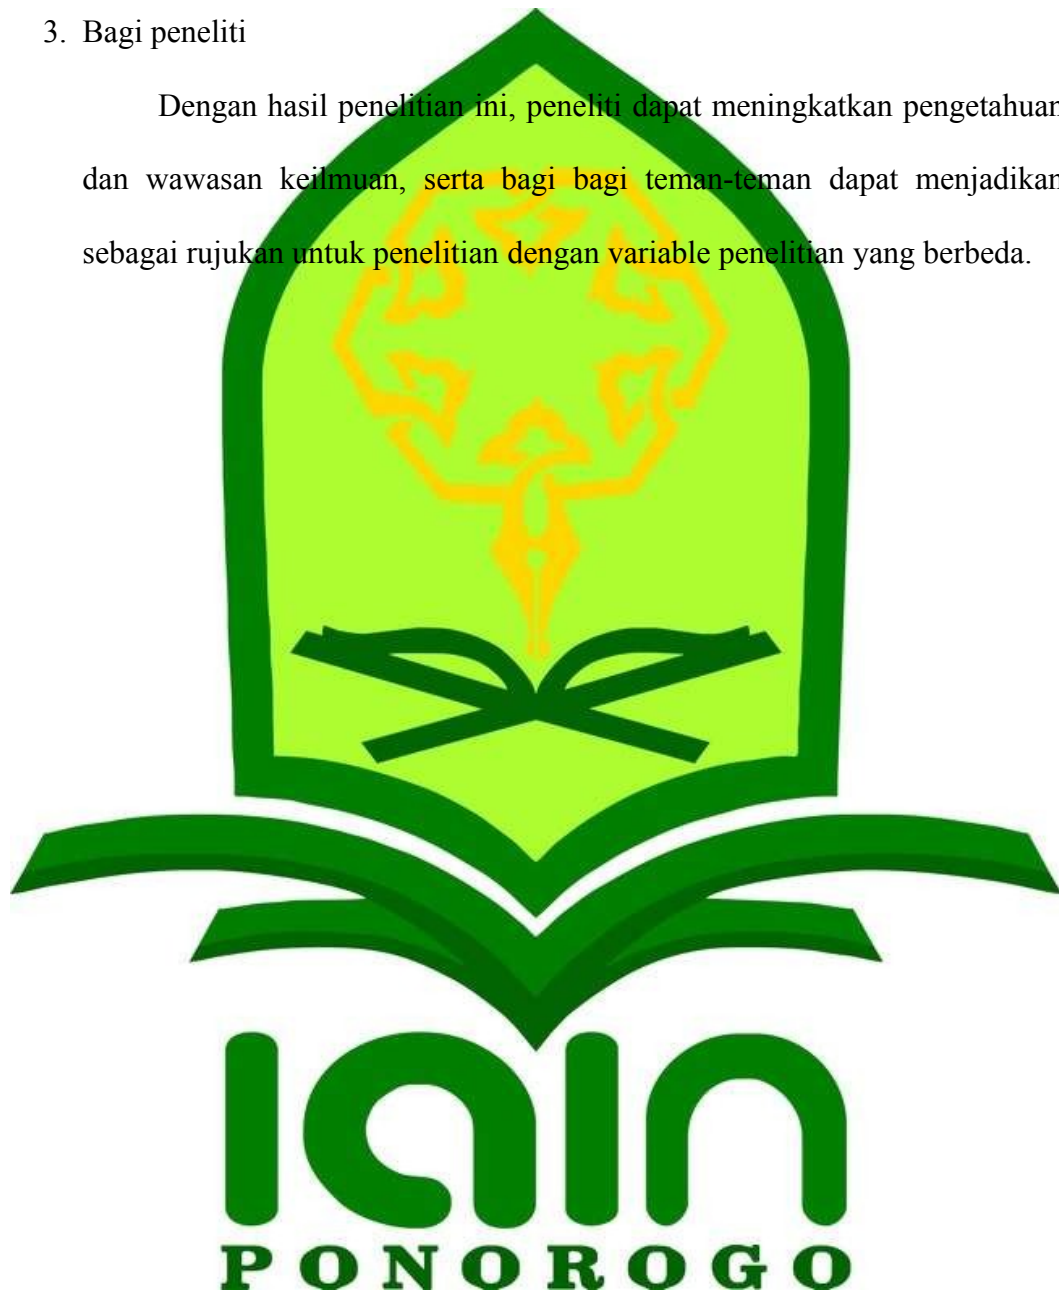 3. Bagi peneliti
Dengan hasil penelitian ini, peneliti dapat meningkatkan pengetahuan
dan wawasan keilmuan, serta bagi bagi teman-teman dapat menjadikan
sebagai rujukan untuk penelitian dengan variable penelitian yang berbeda.
IAIN
PONOROGO